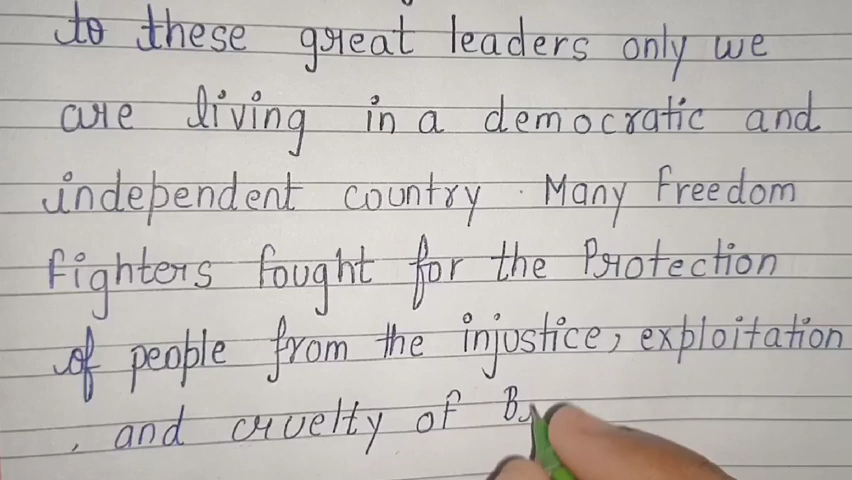 to these great leaders only we
are living in a democratic and
independent country. Many Freedom
Fighters fought for the Protection
of people from the injustice, exploitation
, and cruelty of